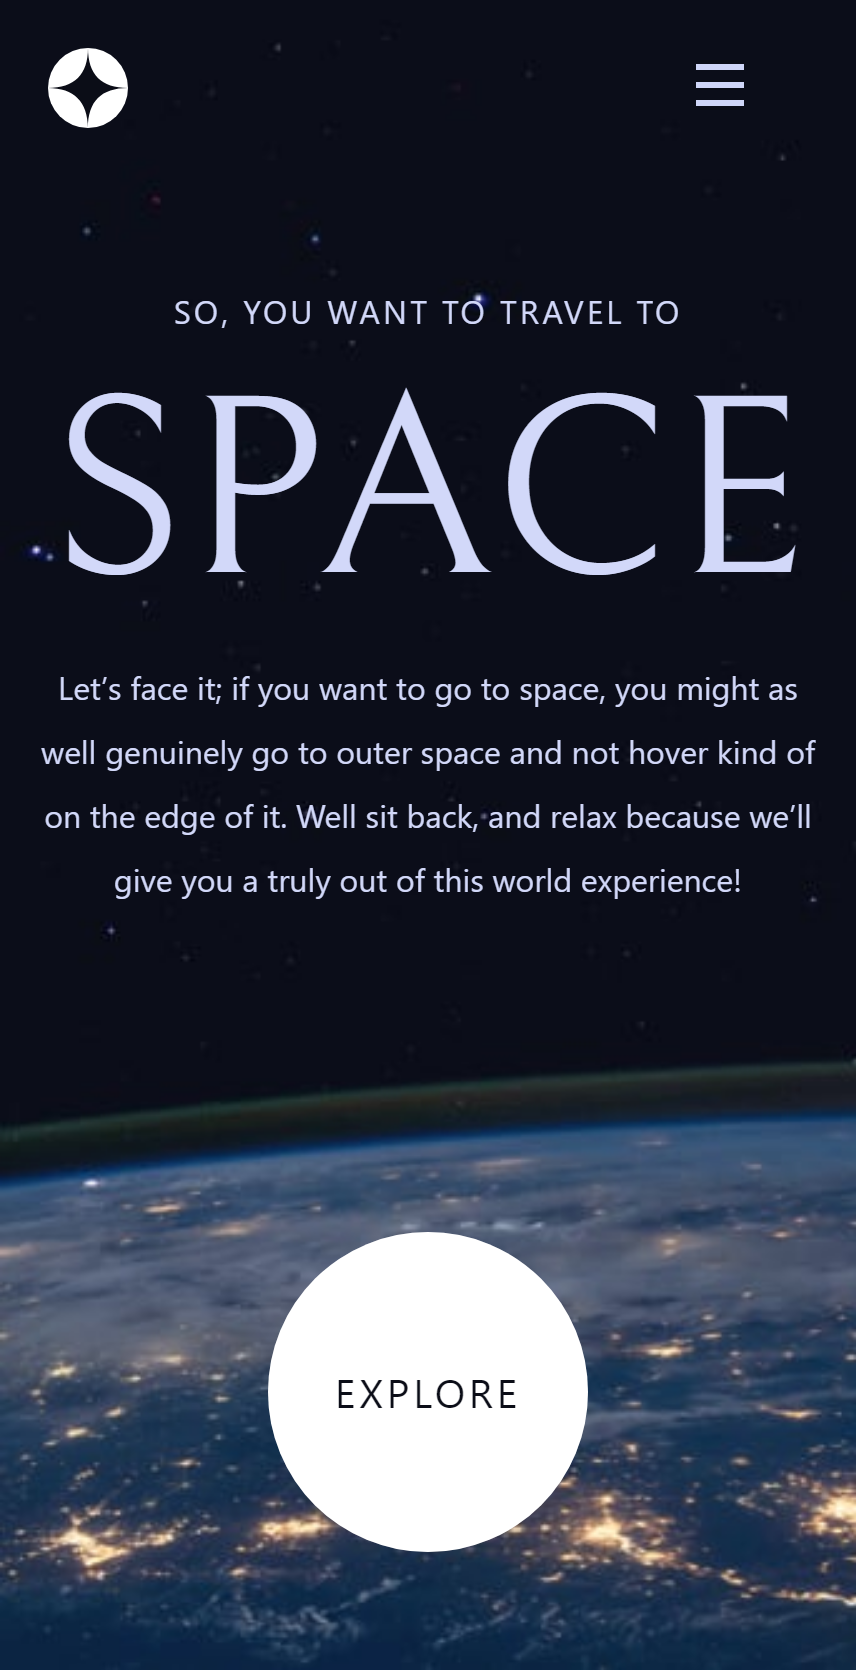 SO, YOU WANT TO TRAVEL TO
SPACE
Let’s face it; if you want to go to space, you might as
well genuinely go to outer space and not hover kind of
on the edge of it. Well sit back, and relax because we’ll
give you a truly out of this world experience!
EXPLORE